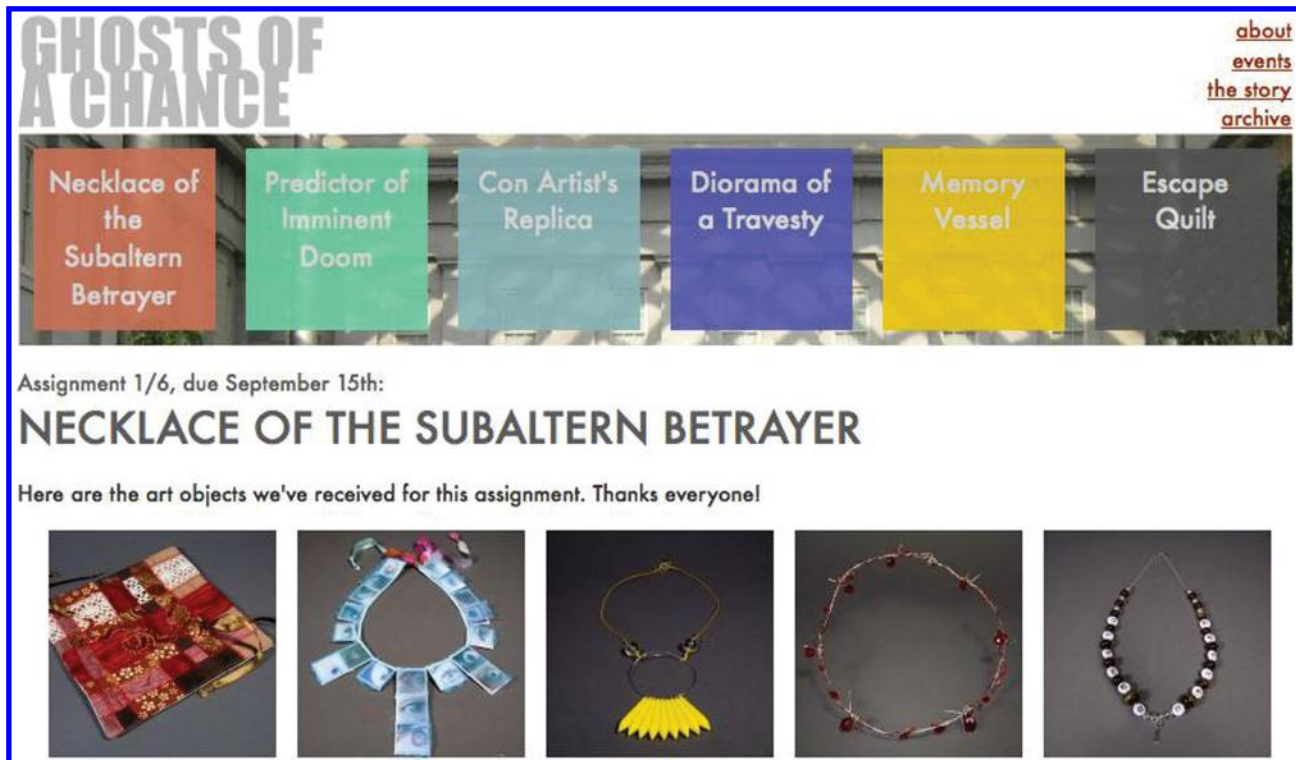 GHOSTS OF
A CHANCE
about
events
the story
archive
Necklace of
the
Subaltern
Betrayer
Predictor of
Imminent
Doom
Con Artist's
Replica
Diorama of
a Travesty
Memory
Vessel
Escape
Quilt
Assignment 1/6, due September 15th:
NECKLACE OF THE SUBALTERN BETRAYER
Here are the art objects we've received for this assignment. Thanks everyone!